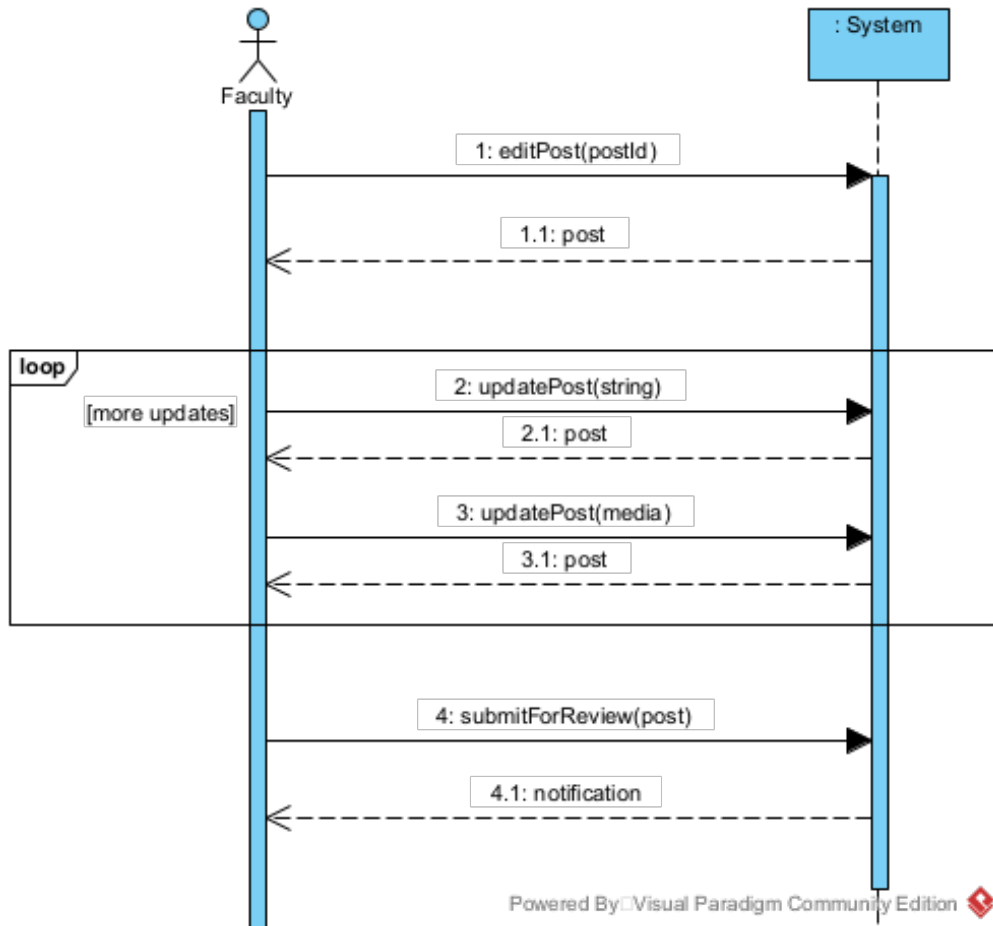 : System
Faculty
1: editPost(postId)
1.1: post
loop
[more updates]
2: updatePost(string)
2.1: post
3: updatePost(media)
3.1: post
4: submitForReview(post)
4.1: notification
Powered By Visual Paradigm Community Edition